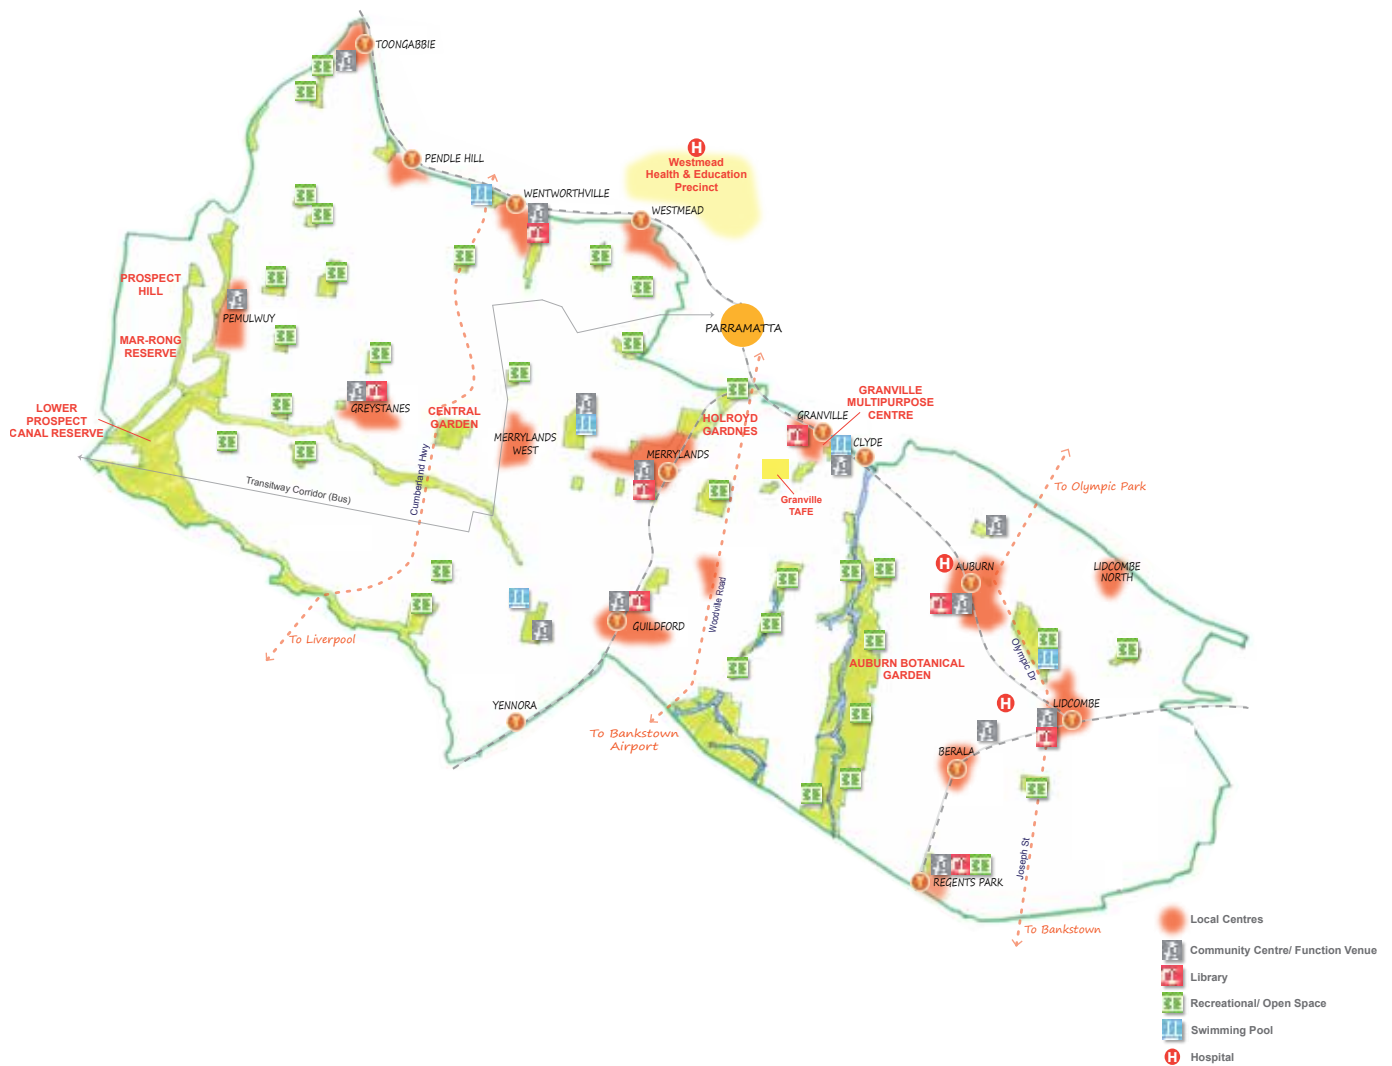 TOONGABBIE
PENDLE HILL
H
Westmead
Health & Education
Precinct
WENTWORTHVILLE
WESTMEAD
PROSPECT
HILL
PEMULWUY
PARRAMATTA
MAR-RONG
RESERVE
LOWER
PROSPECT
CANAL RESERVE
GREYSTANES
CENTRAL
GARDEN
MERRYLANDS
WEST
HOLROYD
GARDNES
GRANVILLE
GRANVILLE
MULTIPURPOSE
CENTRE
CLYDE
MERRYLANDS
Granville
TAFE
Transitway Corridor (Bus)
Cumberland Hwy
To Olympic Park
H
AUBURN
LIDCOMBE
NORTH
Woodville Road
GUILDFORD
To Liverpool
Olympic Dr
AUBURN BOTANICAL
GARDEN
H
LIDCOMBE
YENNORA
To Bankstown
Airport
BERALA
Joseph St
REGENTS PARK
To Bankstown
Local Centres
Community Centre/ Function Venue
Library
Recreational/ Open Space
Swimming Pool
H
Hospital